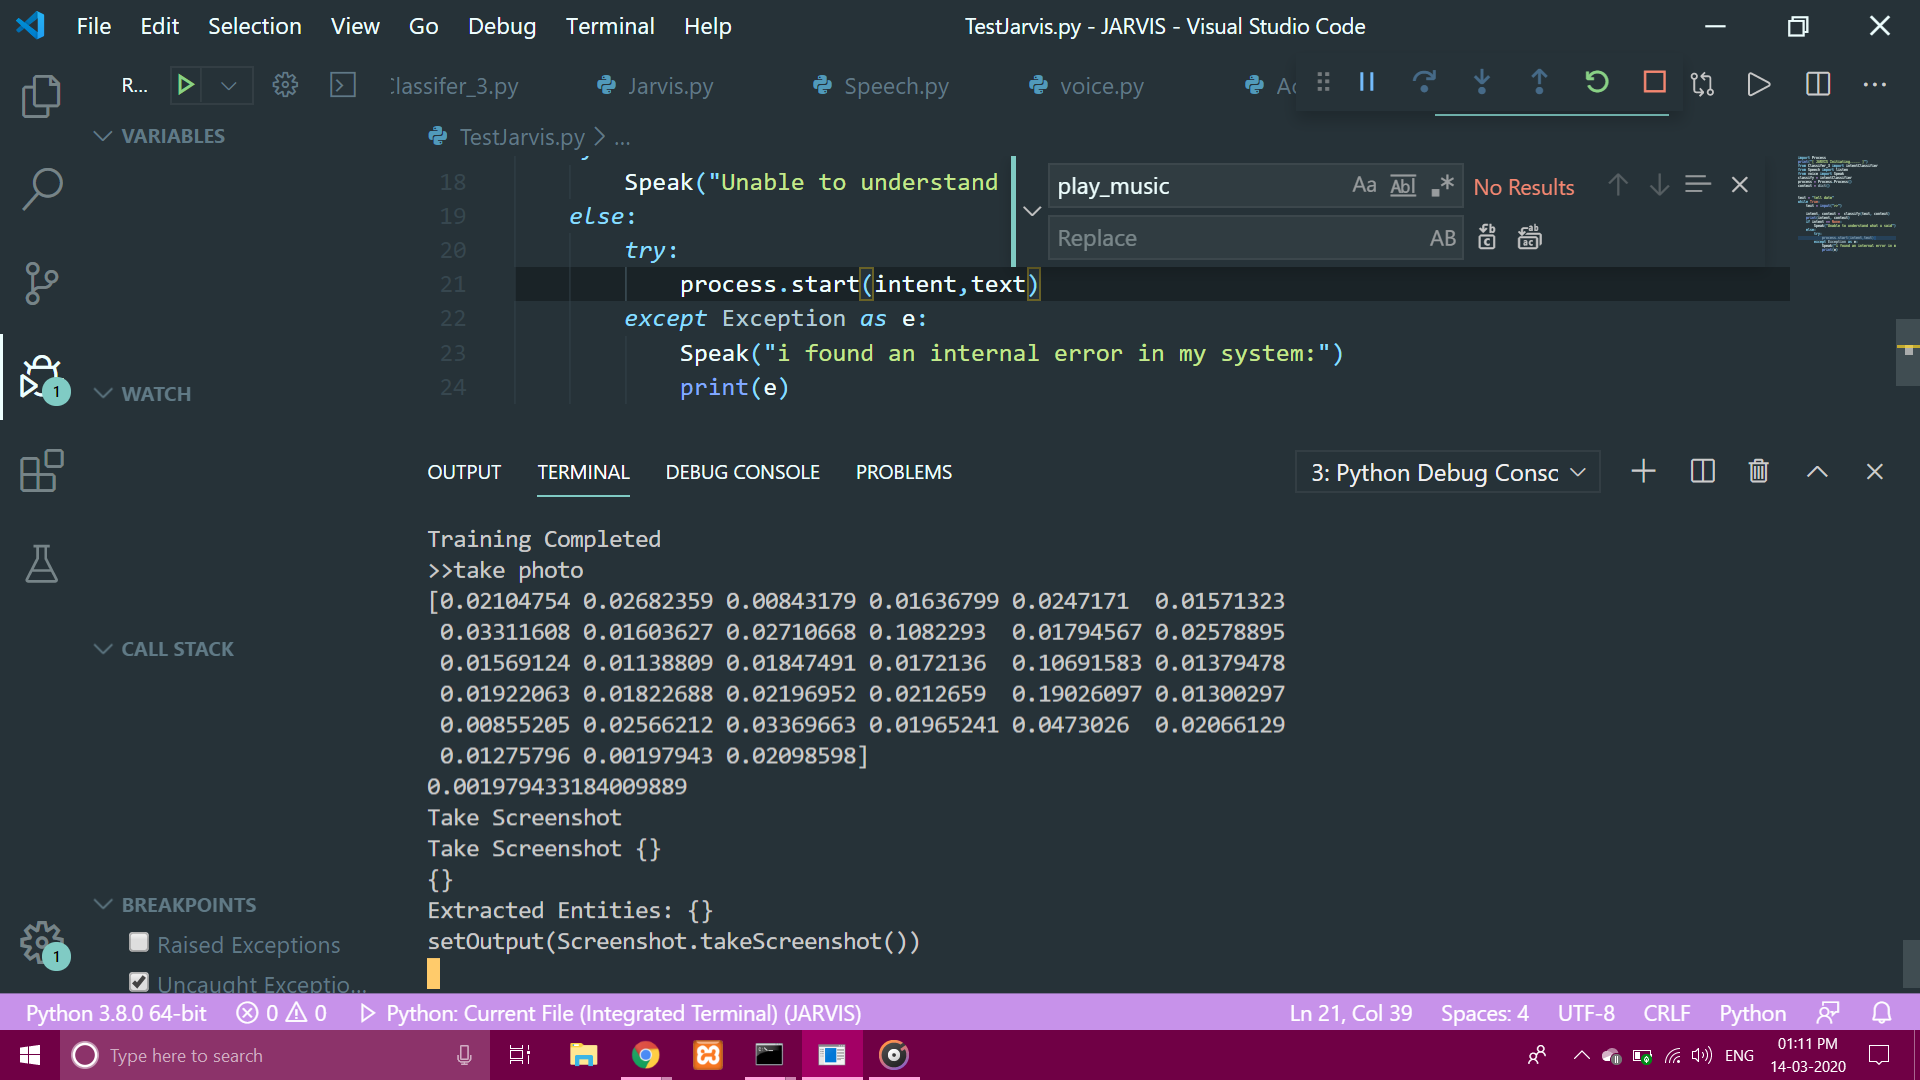 File Edit Selection View Go Debug Terminal Help
TestJarvis.py - JARVIS - Visual Studio Code
R...
Classifer_3.py Jarvis.py Speech.py voice.py
VARIABLES
TestJarvis.py > ...
18 Speak("Unable to understand
19 else:
20 try:
21 process.start(intent,text)
22 except Exception as e:
23 Speak("i found an internal error in my system:")
24 print(e)
play_music Aa Abl .* No Results
Replace AB
WATCH
CALL STACK
BREAKPOINTS
Raised Exceptions
Uncaught Exceptio...
1
1
OUTPUT TERMINAL DEBUG CONSOLE PROBLEMS
3: Python Debug Consc
Training Completed
>>take photo
[0.02104754 0.02682359 0.00843179 0.01636799 0.0247171  0.01571323
0.03311608 0.01603627 0.02710668 0.1082293  0.01794567 0.02578895
0.01569124 0.01138809 0.01847491 0.0172136  0.10691583 0.01379478
0.01922063 0.01822688 0.02196952 0.0212659  0.19026097 0.01300297
0.00855205 0.02566212 0.03369663 0.01965241 0.0473026  0.02066129
0.01275796 0.00197943 0.02098598]
0.001979433184009889
Take Screenshot
Take Screenshot {}
{}
Extracted Entities: {}
setOutput(Screenshot.takeScreenshot())
Python 3.8.0 64-bit 0 0 Python: Current File (Integrated Terminal) (JARVIS)
Ln 21, Col 39 Spaces: 4 UTF-8 CRLF Python
Type here to search
ENG
01:11 PM
14-03-2020